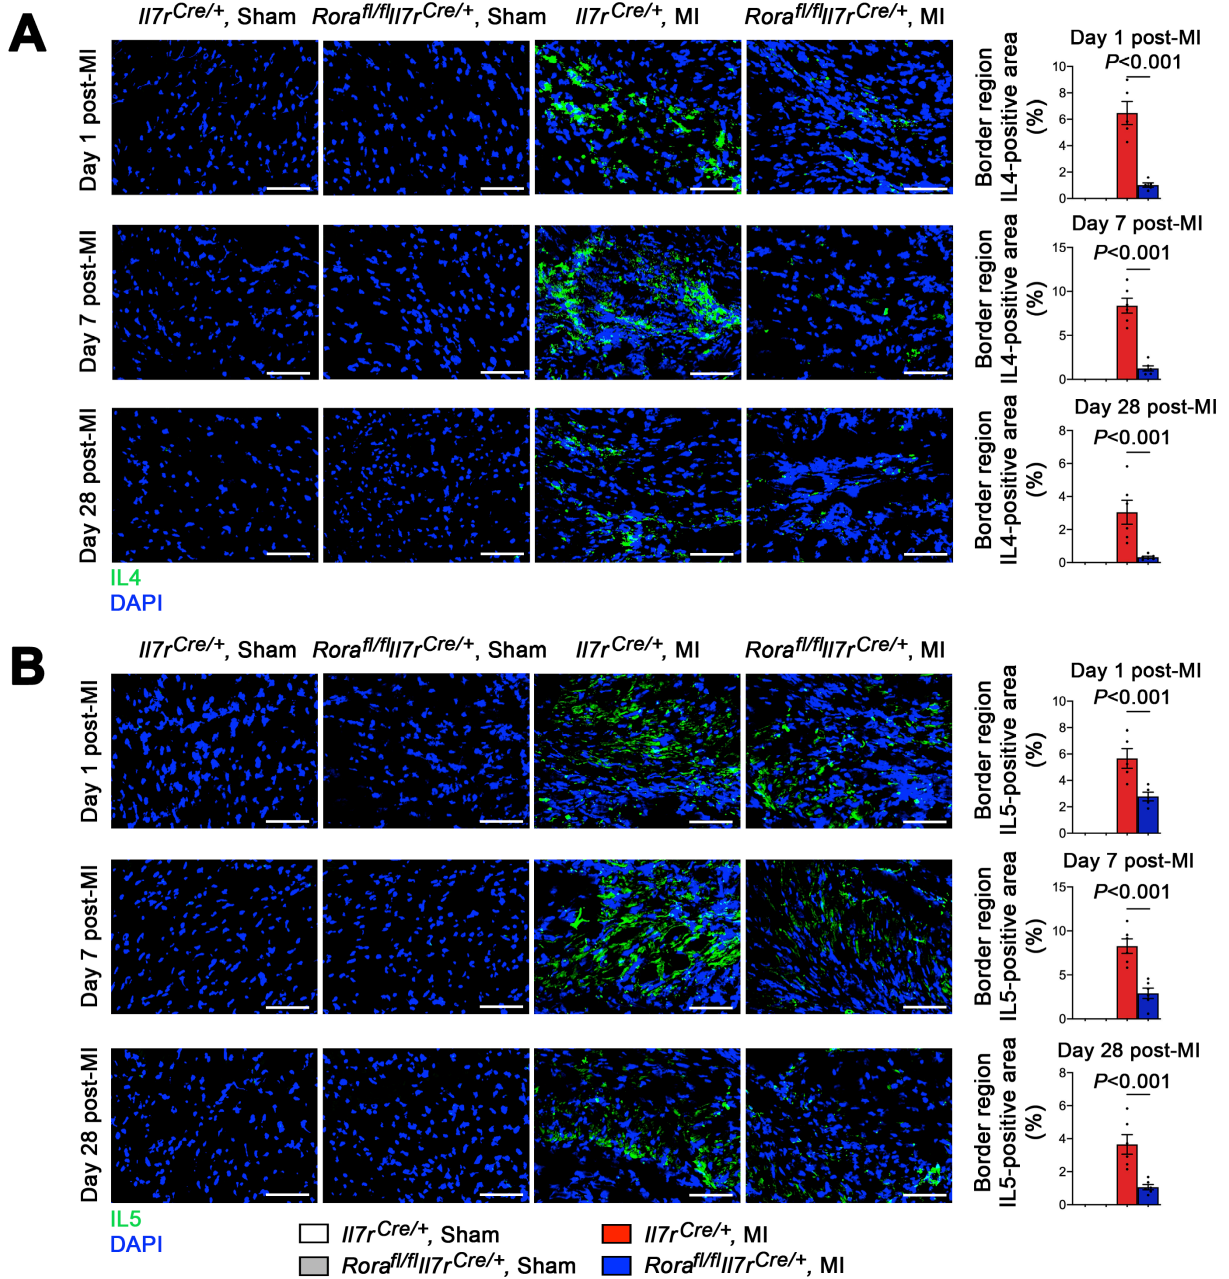 A
Il7rCre/+, Sham Rorafl/flIl7rCre/+, Sham Il7rCre/+, MI Rorafl/flIl7rCre/+, MI
Day 1 post-MI
Border region
IL4-positive area
(%)
Day 1 post-MI
P<0.001
10
8
6
4
2
0
Day 7 post-MI
Border region
IL4-positive area
(%)
Day 7 post-MI
P<0.001
15
10
5
0
Day 28 post-MI
Border region
IL4-positive area
(%)
Day 28 post-MI
P<0.001
8
6
4
2
0
IL4
DAPI
B
Il7rCre/+, Sham Rorafl/flIl7rCre/+, Sham Il7rCre/+, MI Rorafl/flIl7rCre/+, MI
Day 1 post-MI
Border region
IL5-positive area
(%)
Day 1 post-MI
P<0.001
10
8
6
4
2
0
Day 7 post-MI
Border region
IL5-positive area
(%)
Day 7 post-MI
P<0.001
15
10
5
0
Day 28 post-MI
Border region
IL5-positive area
(%)
Day 28 post-MI
P<0.001
8
6
4
2
0
IL5
DAPI
Il7rCre/+, Sham
Il7rCre/+, MI
Rorafl/flIl7rCre/+, Sham
Rorafl/flIl7rCre/+, MI